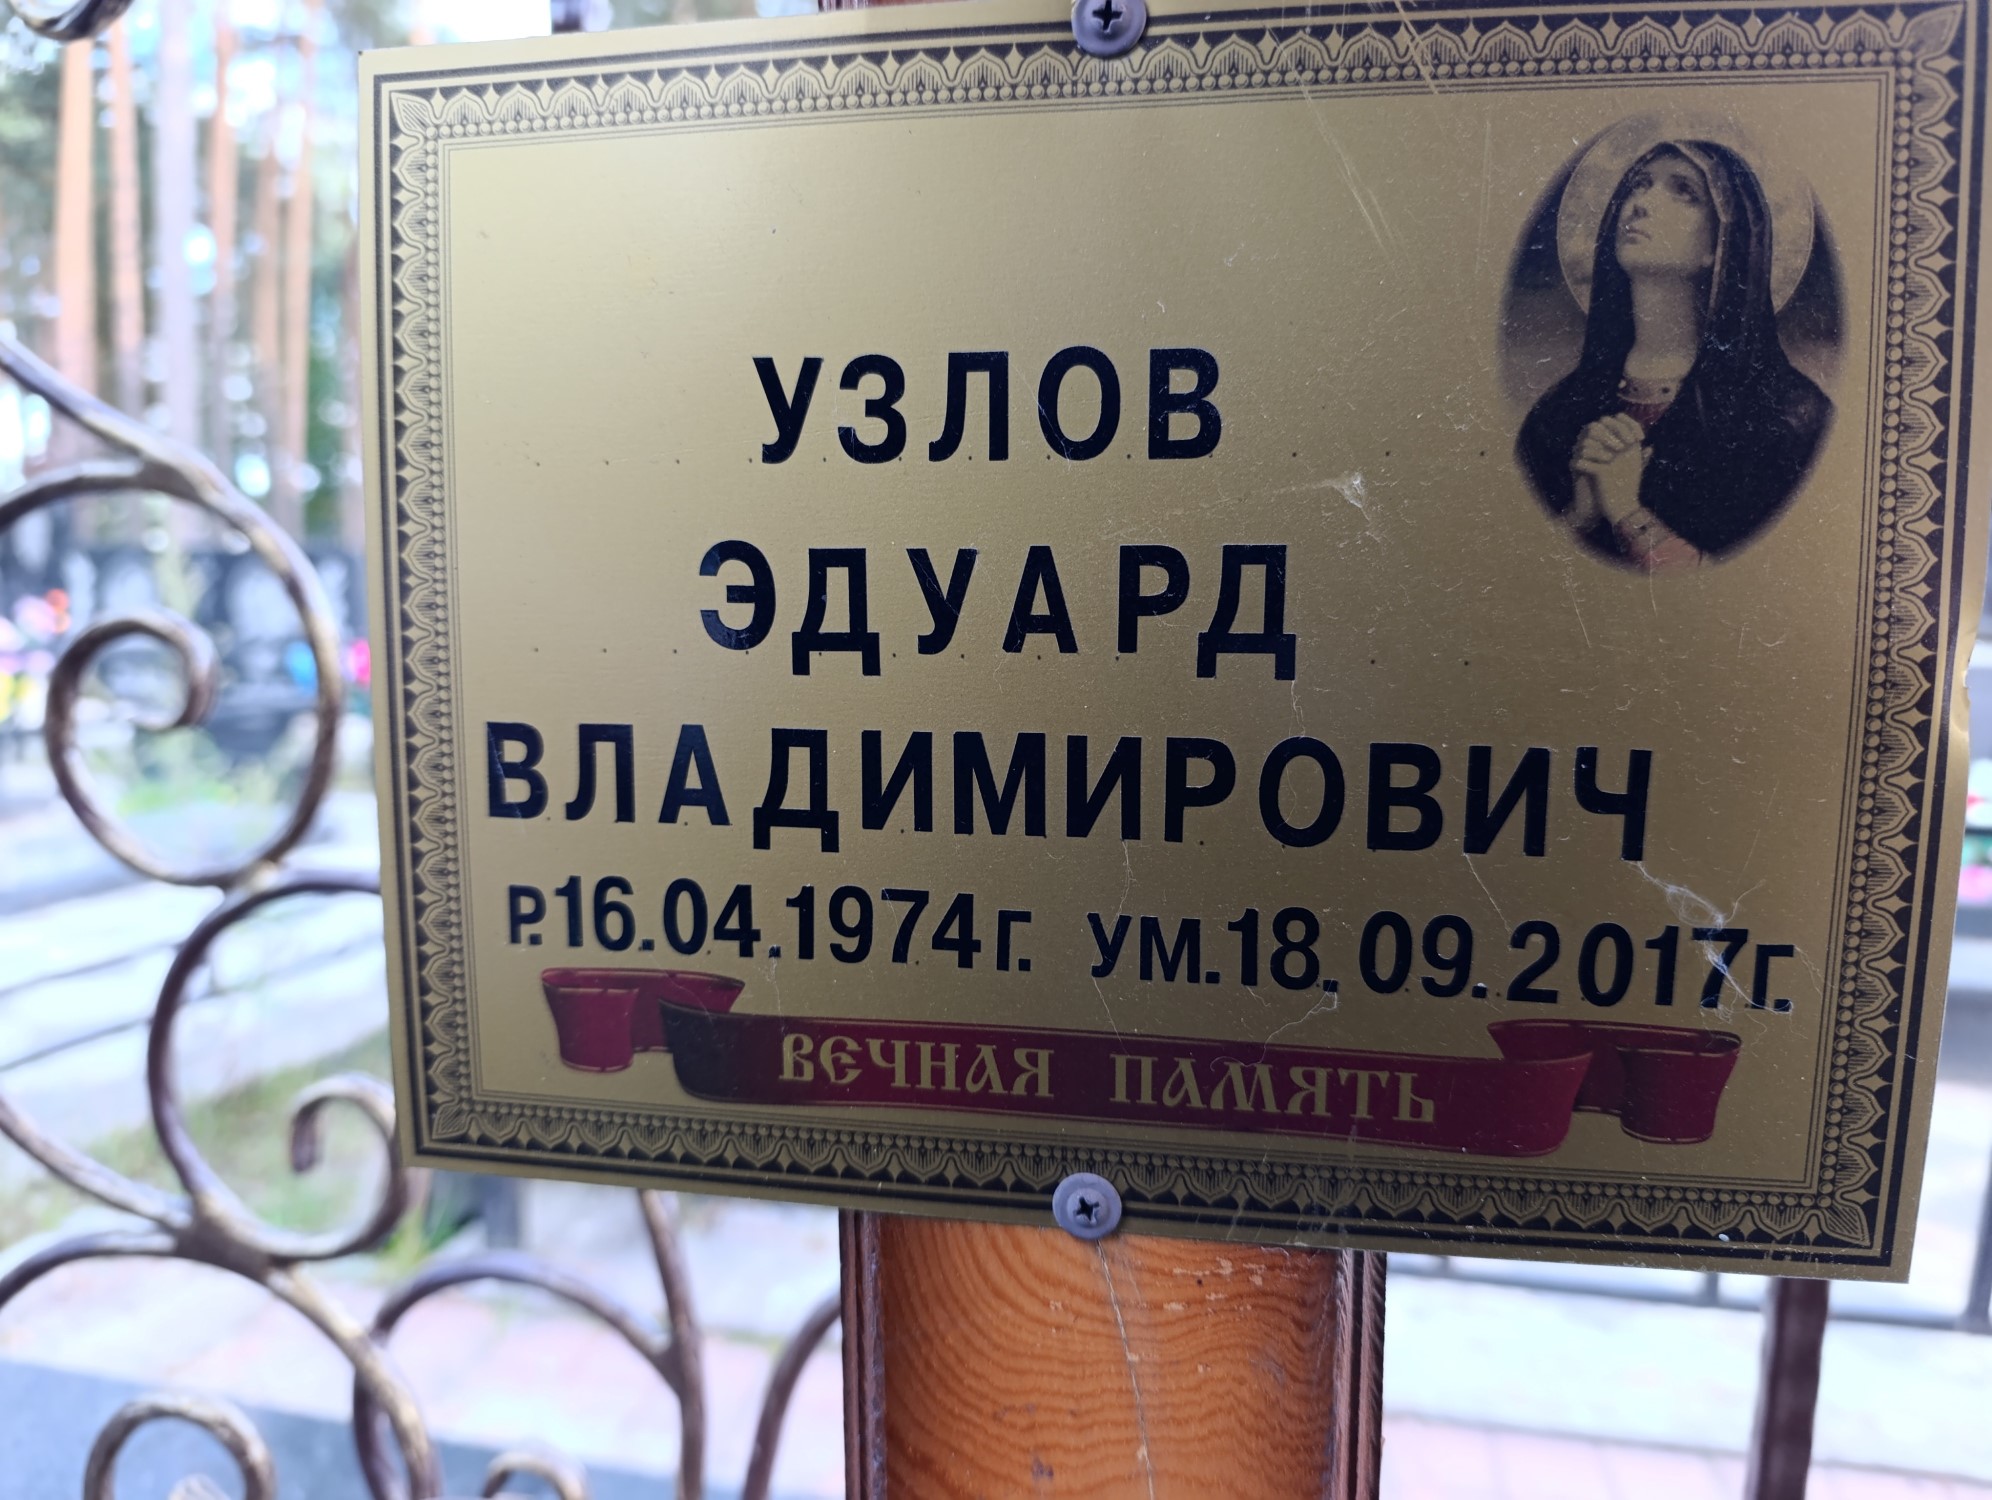 УЗЛОВ
ЭДУАРД
ВЛАДИМИРОВИЧ
Р.16.04.1974Г. УМ.18.09.2017Г.
ВЕЧНАЯ ПАМЯТЬ